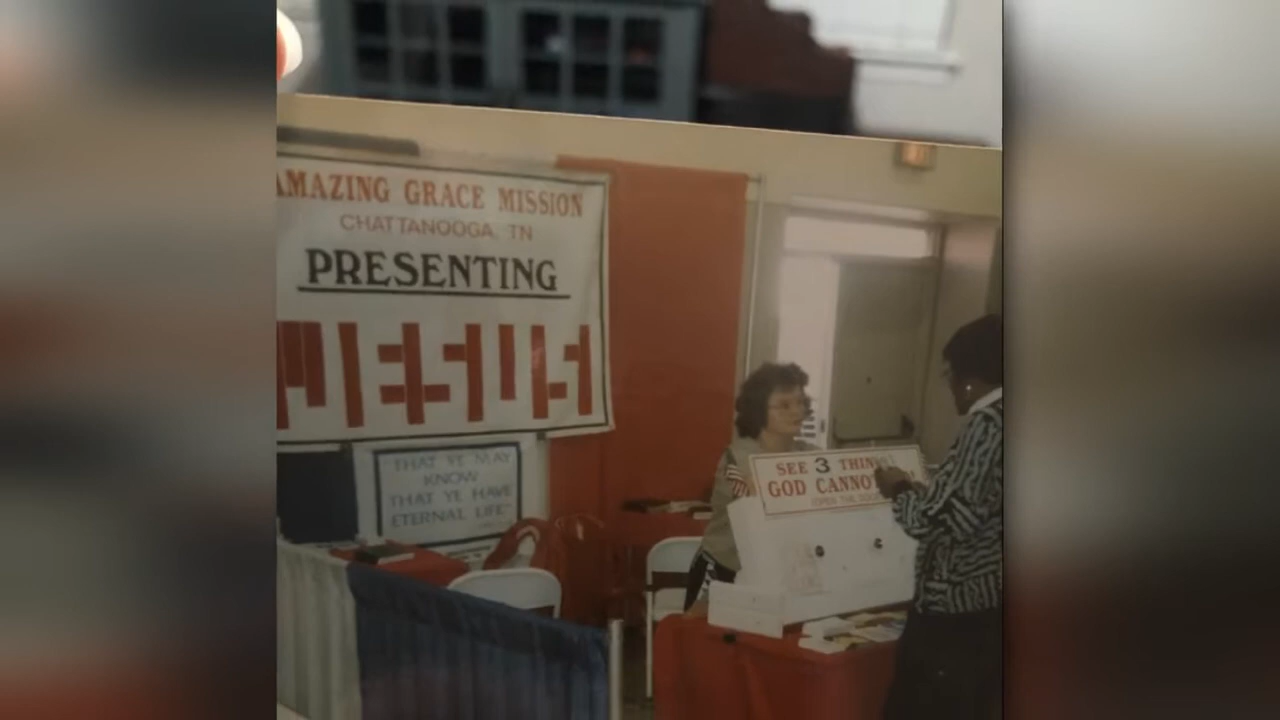 AMAZING GRACE MISSION
CHATTANOOGA, TN
PRESENTING
THAT YE MAY
KNOW
THAT YE HAVE
ETERNAL LIFE"
SEE 3 THINGS
GOD CANNOT